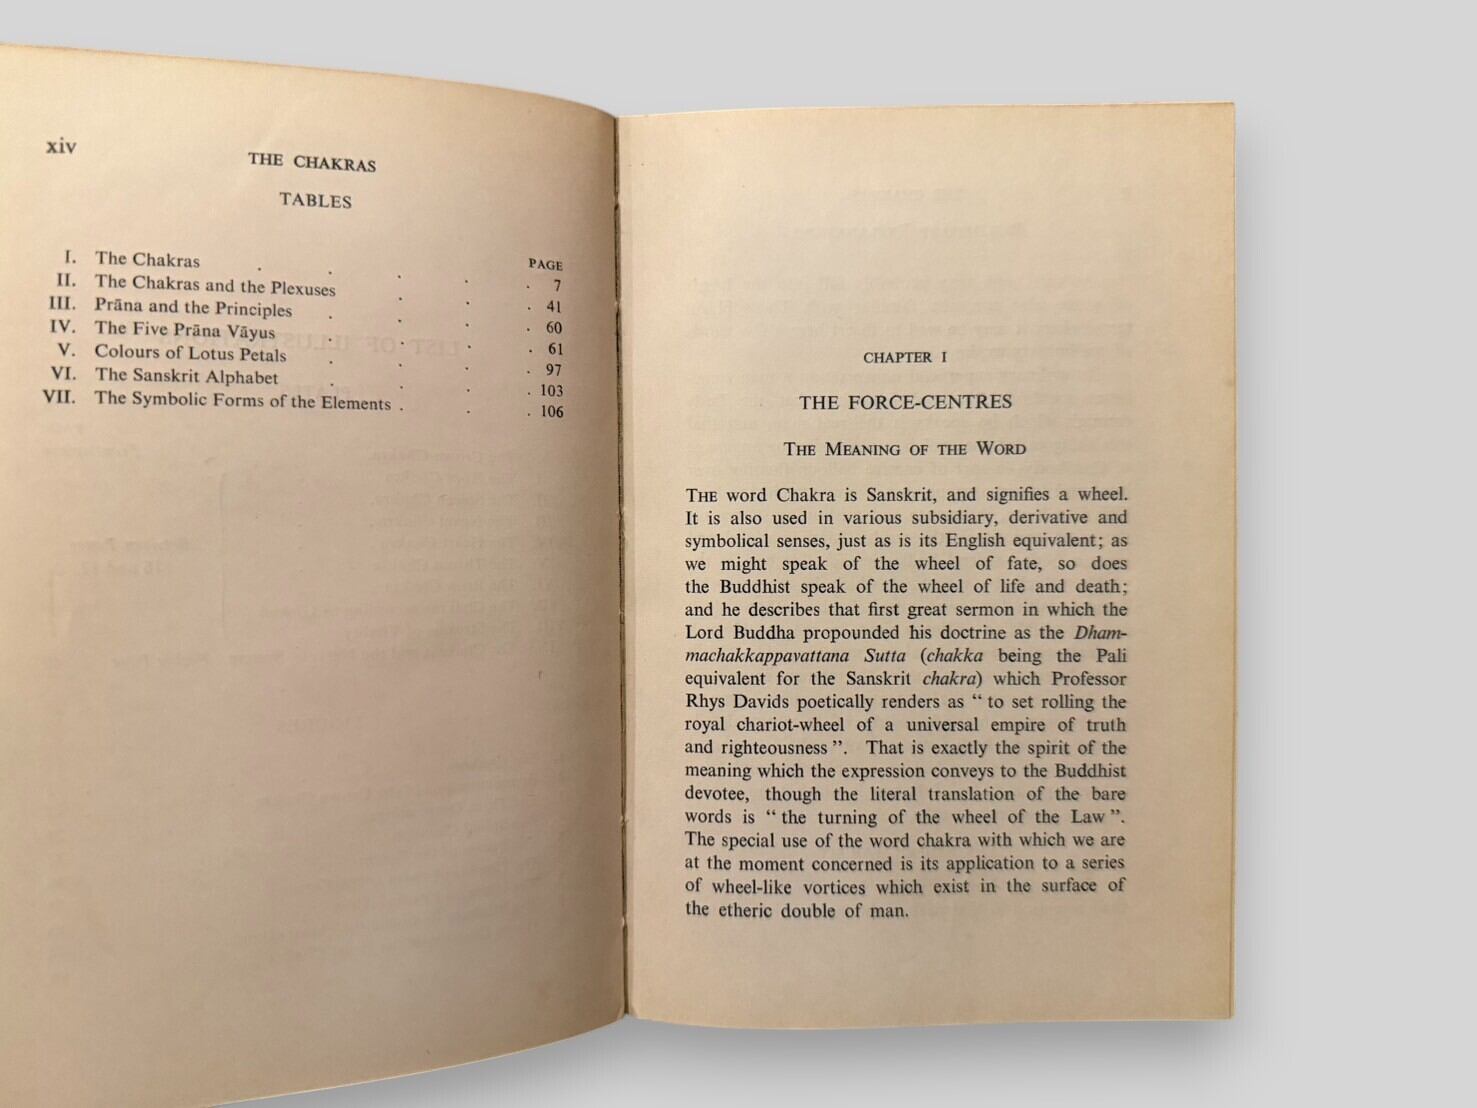 xiv
THE CHAKRAS
TABLES
PAGE
I. The Chakras . . . . . 7
II. The Chakras and the Plexuses . . . 41
III. Prāna and the Principles . . . . 60
IV. The Five Prāna Vāyus . . . . 61
V. Colours of Lotus Petals . . . . 97
VI. The Sanskrit Alphabet . . . . 103
VII. The Symbolic Forms of the Elements . . . 106
CHAPTER I
THE FORCE-CENTRES
THE MEANING OF THE WORD
THE word Chakra is Sanskrit, and signifies a wheel.
It is also used in various subsidiary, derivative and
symbolical senses, just as is its English equivalent; as
we might speak of the wheel of fate, so does
the Buddhist speak of the wheel of life and death;
and he describes that first great sermon in which the
Lord Buddha propounded his doctrine as the Dham-
machakkappavattana Sutta (chakka being the Pali
equivalent for the Sanskrit chakra) which Professor
Rhys Davids poetically renders as “ to set rolling the
royal chariot-wheel of a universal empire of truth
and righteousness ”. That is exactly the spirit of the
meaning which the expression conveys to the Buddhist
devotee, though the literal translation of the bare
words is “ the turning of the wheel of the Law ”.
The special use of the word chakra with which we are
at the moment concerned is its application to a series
of wheel-like vortices which exist in the surface of
the etheric double of man.